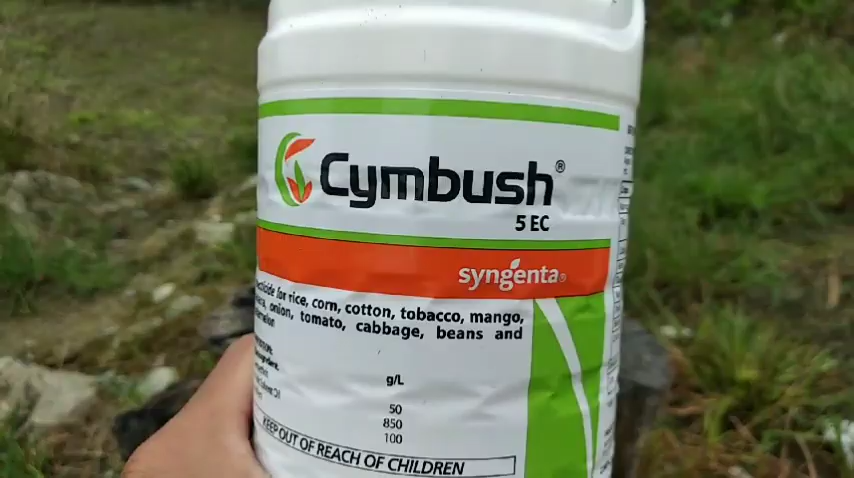 Cymbush®
5 EC
syngenta®
for rice, corn, cotton, tobacco, mango,
onion, tomato, cabbage, beans and
g/L
50
850
100
KEEP OUT OF REACH OF CHILDREN